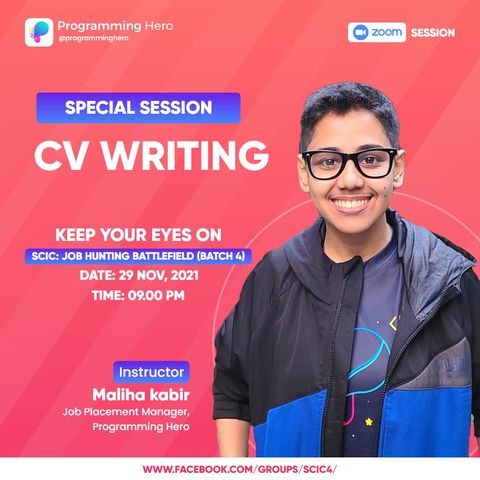 Programming Hero
@programminghero
zoom SESSION
SPECIAL SESSION
CV WRITING
KEEP YOUR EYES ON
SCIC: JOB HUNTING BATTLEFIELD (BATCH 4)
DATE: 29 NOV, 2021
TIME: 09.00 PM
Instructor
Maliha kabir
Job Placement Manager,
Programming Hero
WWW.FACEBOOK.COM/GROUPS/SCIC4/